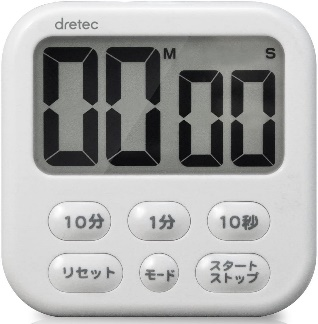 dretec
00 M 00 S
10分 1分 10秒
リセット モード スタート
ストップ